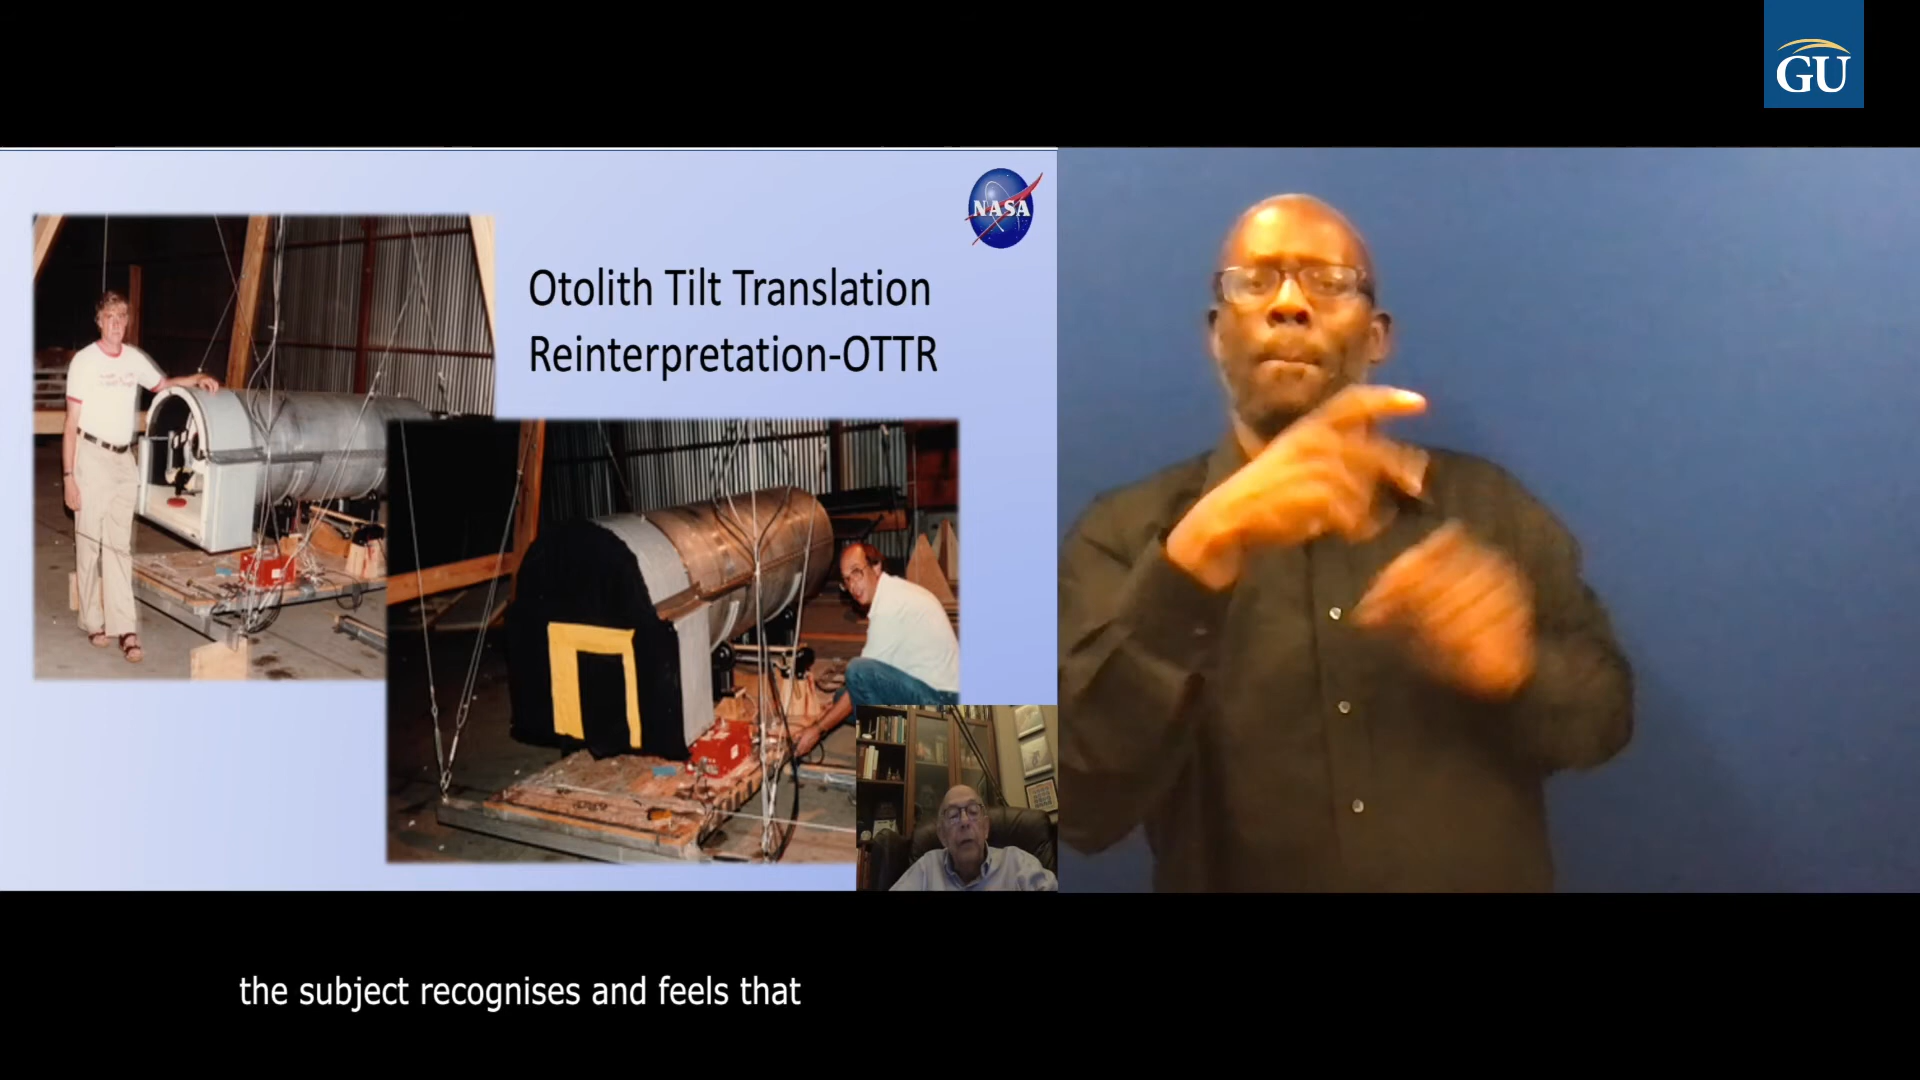 GU
NASA
Otolith Tilt Translation
Reinterpretation-OTTR
the subject recognises and feels that